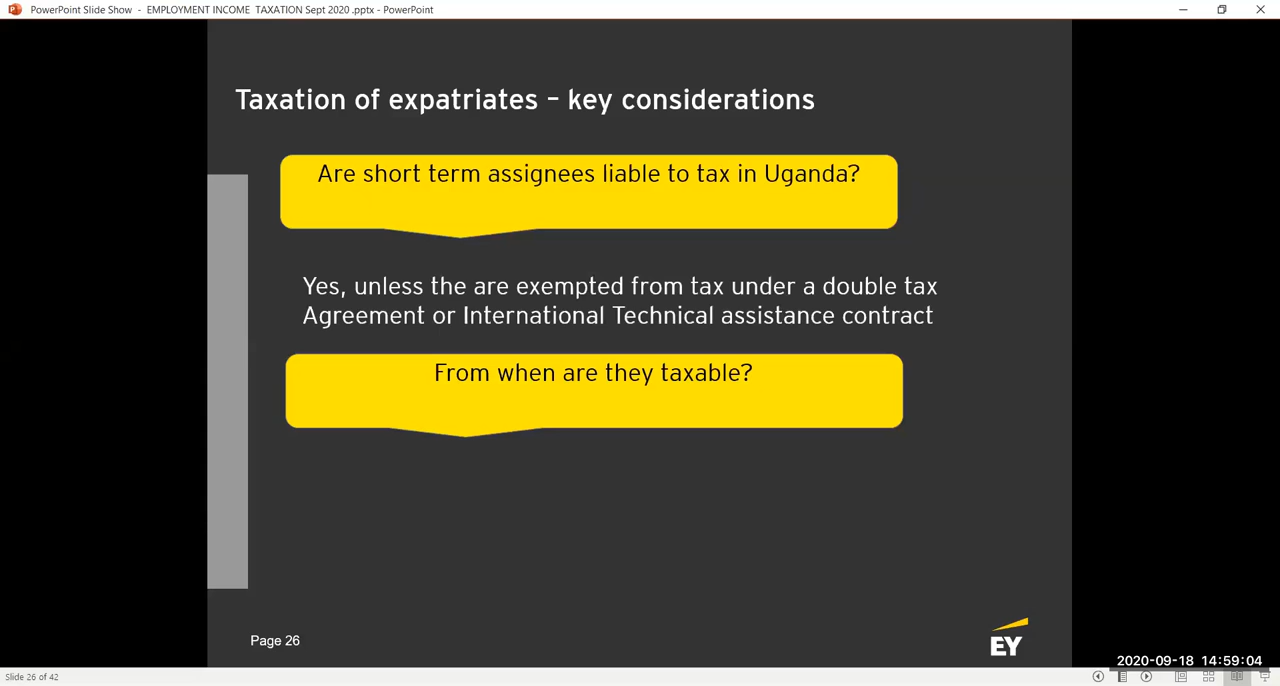 PowerPoint Slide Show - EMPLOYMENT INCOME TAXATION Sept 2020 .pptx - PowerPoint
Taxation of expatriates – key considerations
Are short term assignees liable to tax in Uganda?
Yes, unless the are exempted from tax under a double tax
Agreement or International Technical assistance contract
From when are they taxable?
Page 26
EY
2020-09-18 14:59:04
Slide 26 of 42